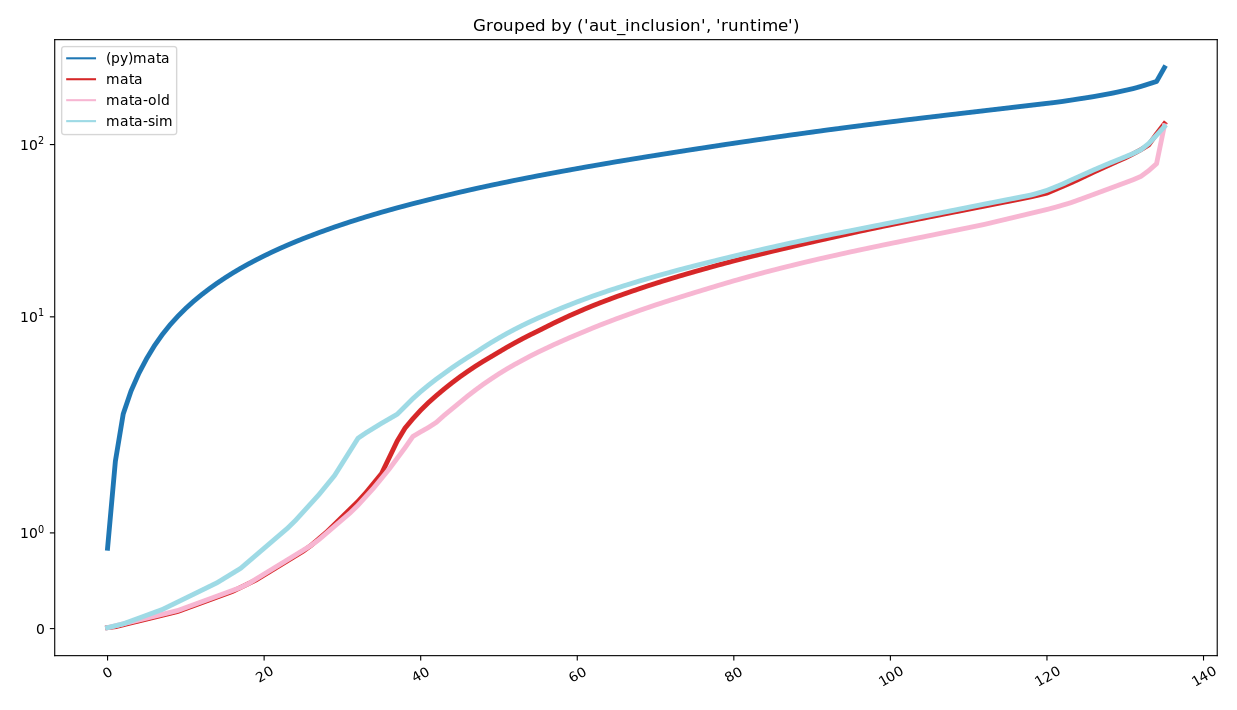 Grouped by ('aut_inclusion', 'runtime')
(py)mata
mata
mata-old
mata-sim
10²
10¹
10⁰
0
0 20 40 60 80 100 120 140